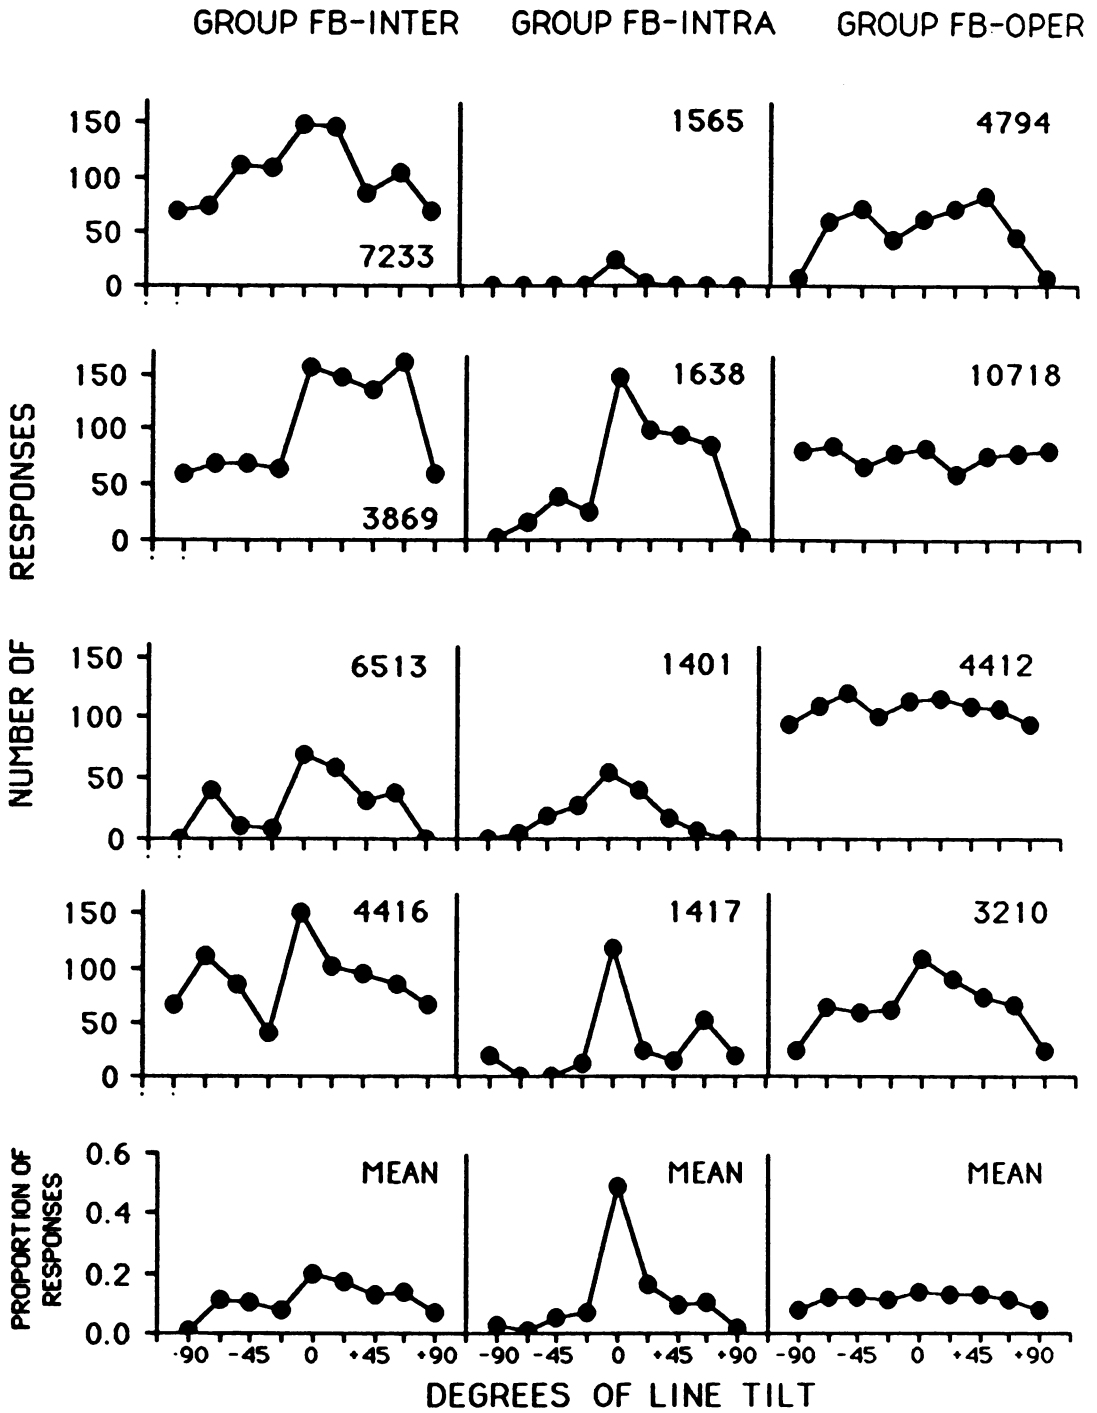 GROUP FB-INTER GROUP FB-INTRA GROUP FB-OPER
150 1565 4794
100
50 7233
0
150 1638 10718
100
50 3869
0
NUMBER OF RESPONSES
150 6513 1401 4412
100
50
0
150 4416 1417 3210
100
50
0
PROPORTION OF
RESPONSES
0.6 MEAN MEAN MEAN
0.4
0.2
0.0
-90 -45 0 +45 +90 -90 -45 0 +45 +90 -90 -45 0 +45 +90
DEGREES OF LINE TILT